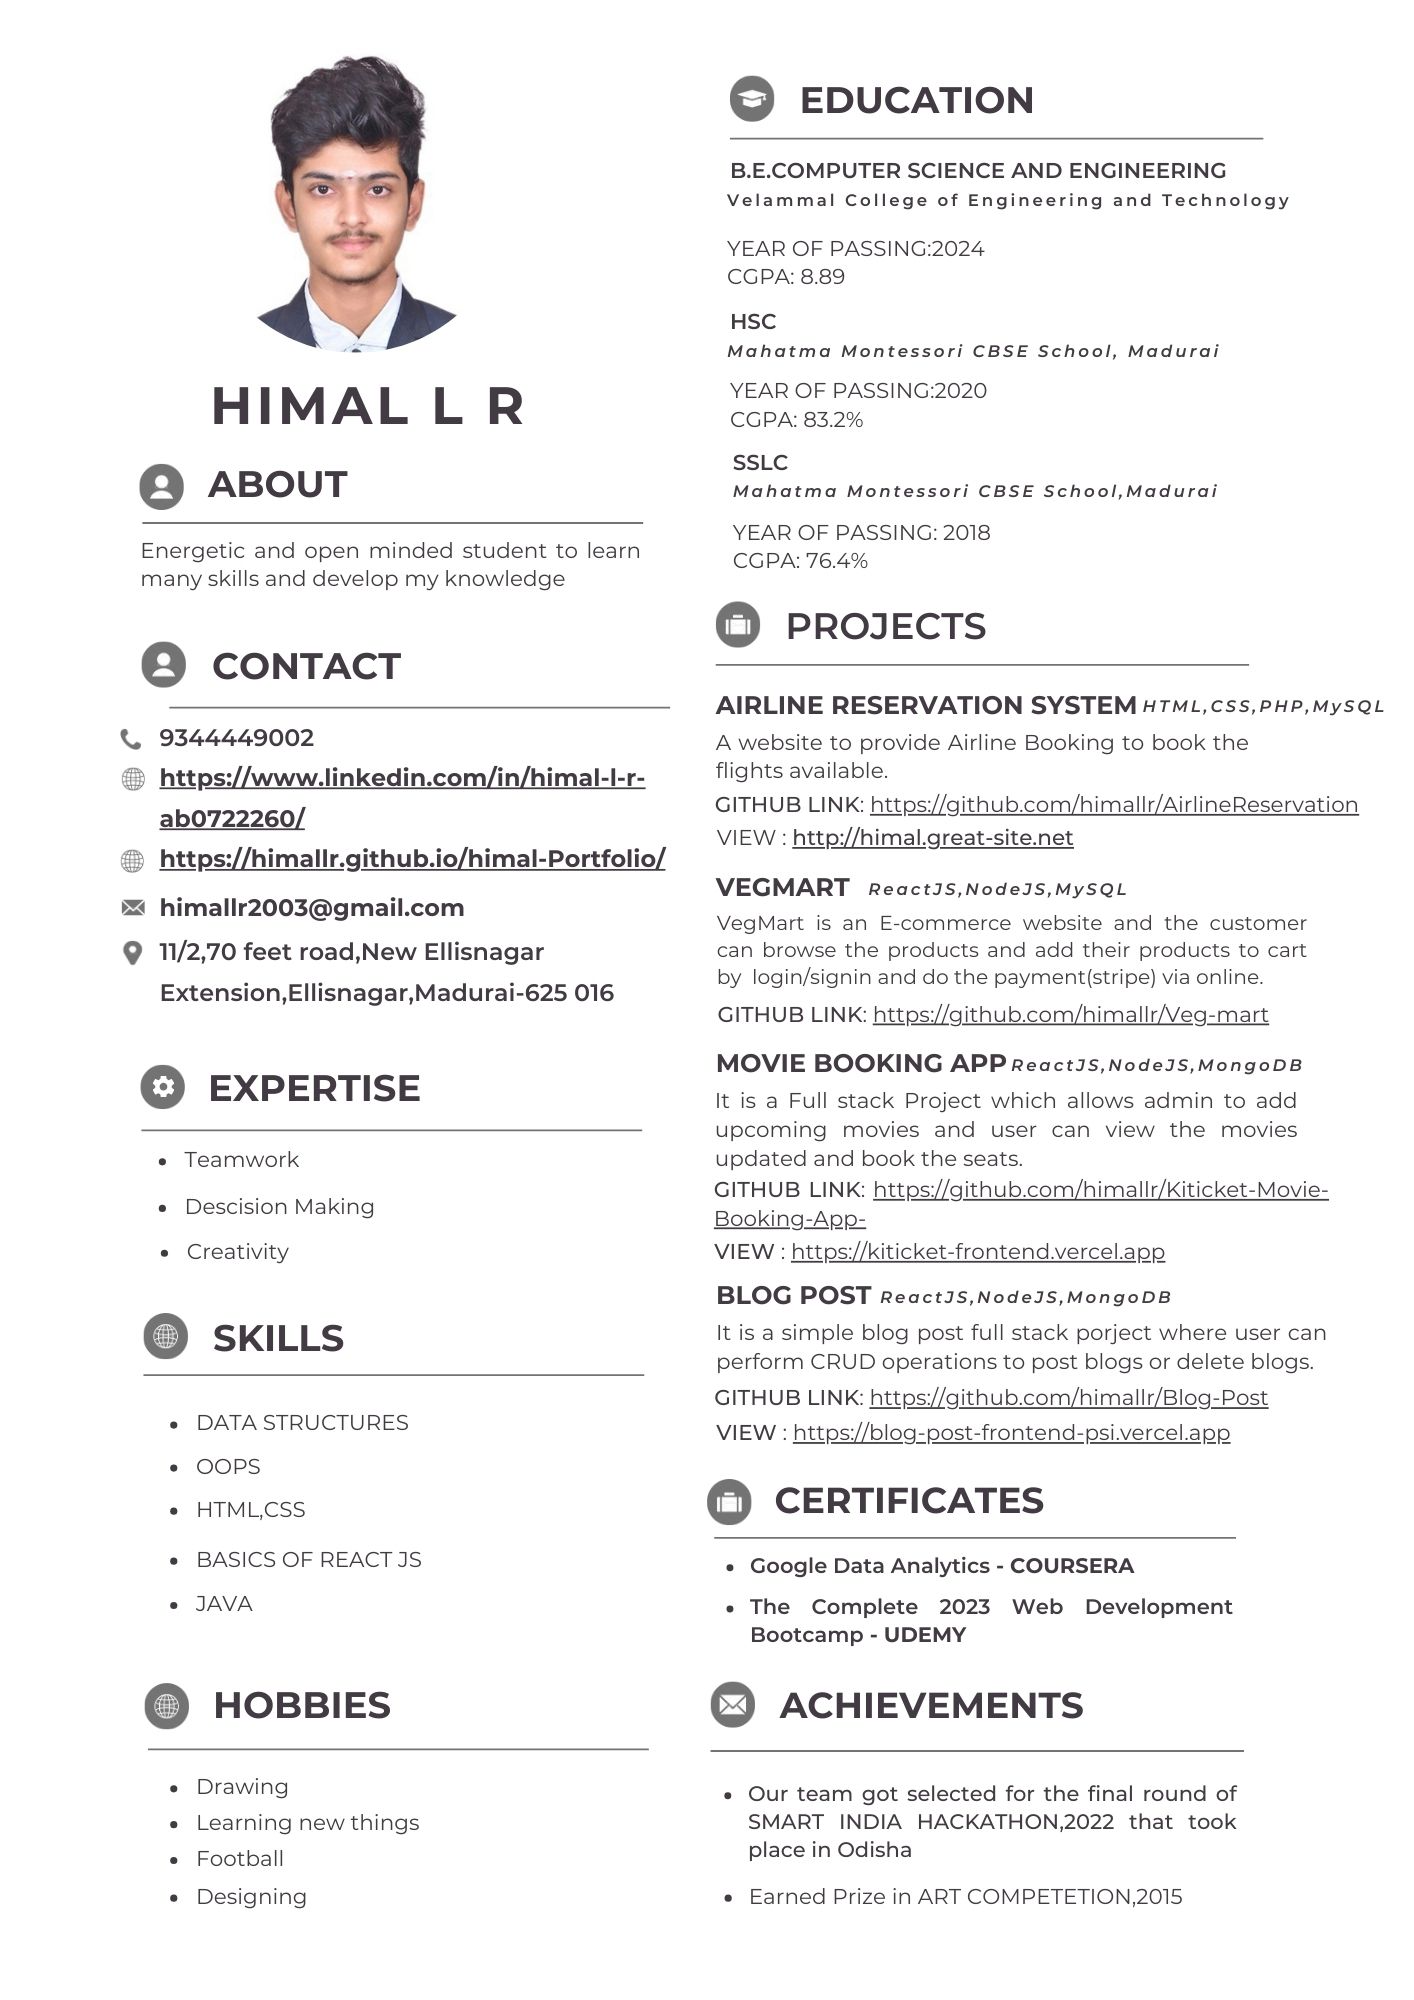 HIMAL L R
ABOUT
Energetic and open minded student to learn
many skills and develop my knowledge
CONTACT
9344449002
https://www.linkedin.com/in/himal-l-r-
ab0722260/
https://himallr.github.io/himal-Portfolio/
himallr2003@gmail.com
11/2,70 feet road,New Ellisnagar
Extension,Ellisnagar,Madurai-625 016
EXPERTISE
• Teamwork
• Descision Making
• Creativity
SKILLS
• DATA STRUCTURES
• OOPS
• HTML,CSS
• BASICS OF REACT JS
• JAVA
HOBBIES
• Drawing
• Learning new things
• Football
• Designing
EDUCATION
B.E.COMPUTER SCIENCE AND ENGINEERING
Velammal College of Engineering and Technology
YEAR OF PASSING:2024
CGPA: 8.89
HSC
Mahatma Montessori CBSE School, Madurai
YEAR OF PASSING:2020
CGPA: 83.2%
SSLC
Mahatma Montessori CBSE School,Madurai
YEAR OF PASSING: 2018
CGPA: 76.4%
PROJECTS
AIRLINE RESERVATION SYSTEM HTML,CSS,PHP,MySQL
A website to provide Airline Booking to book the
flights available.
GITHUB LINK: https://github.com/himallr/AirlineReservation
VIEW : http://himal.great-site.net
VEGMART ReactJS,NodeJS,MySQL
VegMart is an E-commerce website and the customer
can browse the products and add their products to cart
by login/signin and do the payment(stripe) via online.
GITHUB LINK: https://github.com/himallr/Veg-mart
MOVIE BOOKING APP ReactJS,NodeJS,MongoDB
It is a Full stack Project which allows admin to add
upcoming movies and user can view the movies
updated and book the seats.
GITHUB LINK: https://github.com/himallr/Kiticket-Movie-
Booking-App-
VIEW : https://kiticket-frontend.vercel.app
BLOG POST ReactJS,NodeJS,MongoDB
It is a simple blog post full stack porject where user can
perform CRUD operations to post blogs or delete blogs.
GITHUB LINK: https://github.com/himallr/Blog-Post
VIEW : https://blog-post-frontend-psi.vercel.app
CERTIFICATES
• Google Data Analytics - COURSERA
• The Complete 2023 Web Development
Bootcamp - UDEMY
ACHIEVEMENTS
• Our team got selected for the final round of
SMART INDIA HACKATHON,2022 that took
place in Odisha
• Earned Prize in ART COMPETETION,2015